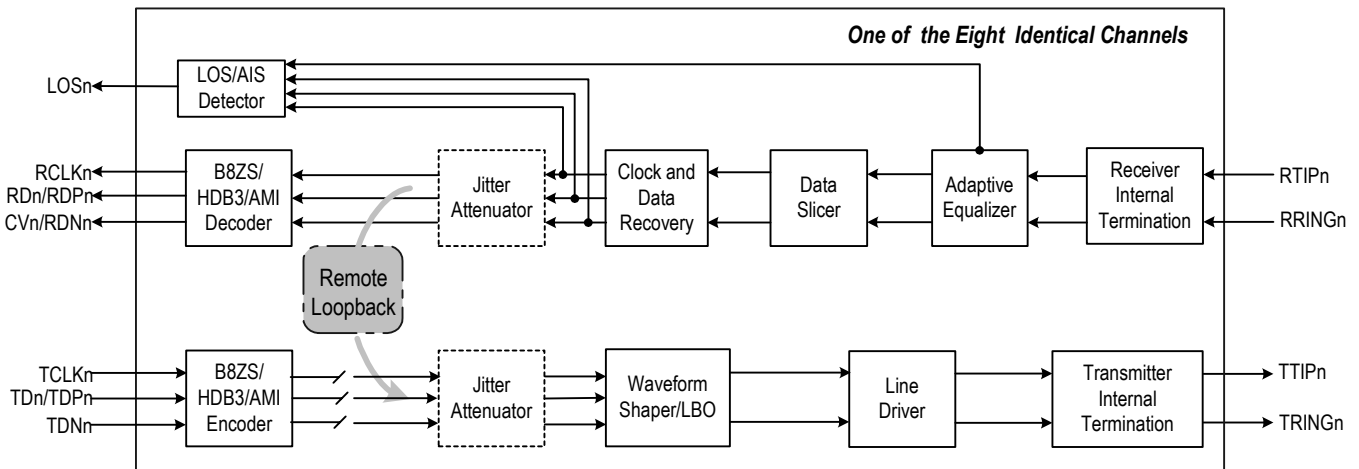 One of the Eight Identical Channels
LOSn
LOS/AIS
Detector
RCLKn
RDn/RDPn
CVn/RDNn
B8ZS/
HDB3/AMI
Decoder
Jitter
Attenuator
Clock and
Data
Recovery
Data
Slicer
Adaptive
Equalizer
Receiver
Internal
Termination
RTIPn
RRINGn
Remote
Loopback
TCLKn
TDn/TDPn
TDNn
B8ZS/
HDB3/AMI
Encoder
Jitter
Attenuator
Waveform
Shaper/LBO
Line
Driver
Transmitter
Internal
Termination
TTIPn
TRINGn